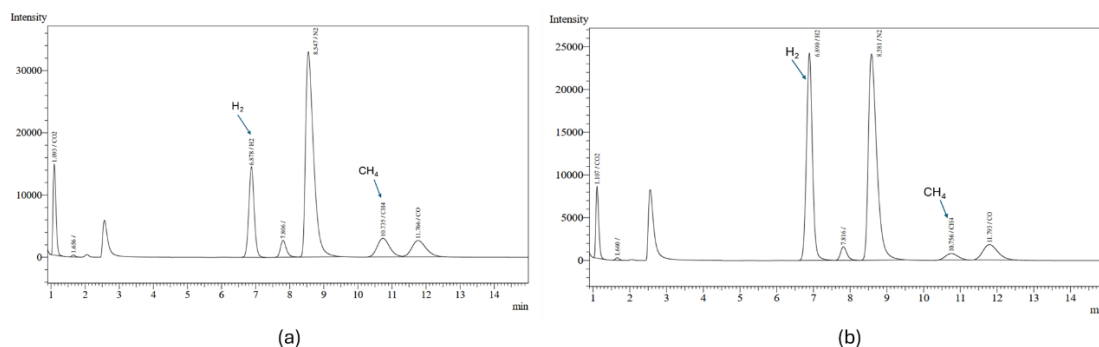 Intensity
30000
20000
10000
0
1.093 / CO2
1.656 /
H2
6.878 / H2
7.806 /
8.547 / N2
CH4
10.735 / CH4
11.766 / CO
1 2 3 4 5 6 7 8 9 10 11 12 13 14
min
(a)
Intensity
25000
20000
15000
10000
5000
0
1.107 / CO2
1.660 /
H2
6.890 / H2
7.816 /
8.581 / N2
CH4
10.756 / CH4
11.793 / CO
1 2 3 4 5 6 7 8 9 10 11 12 13 14
m
(b)